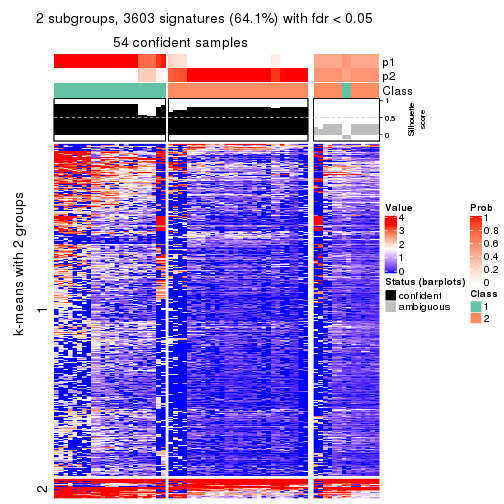 2 subgroups, 3603 signatures (64.1%) with fdr < 0.05
54 confident samples
p1
p2
Class
1
0.5
0
Silhouette
score
k-means with 2 groups
1
2
Value
4
3
2
1
0
Prob
1
0.8
0.6
0.4
0.2
0
Status (barplots)
confident
ambiguous
Class
1
2